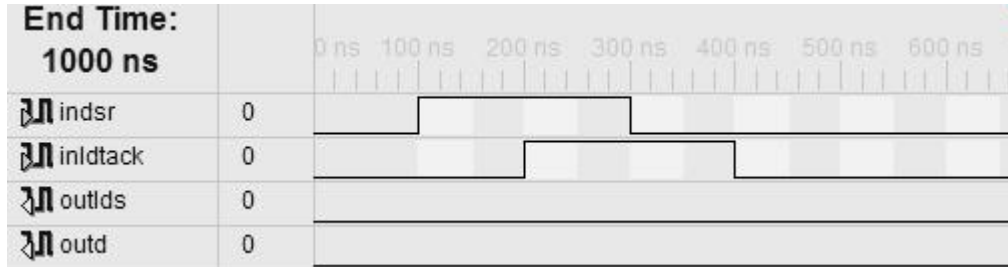 End Time:
1000 ns
0 ns 100 ns 200 ns 300 ns 400 ns 500 ns 600 ns
indsr 0
inldtack 0
outlds 0
outd 0